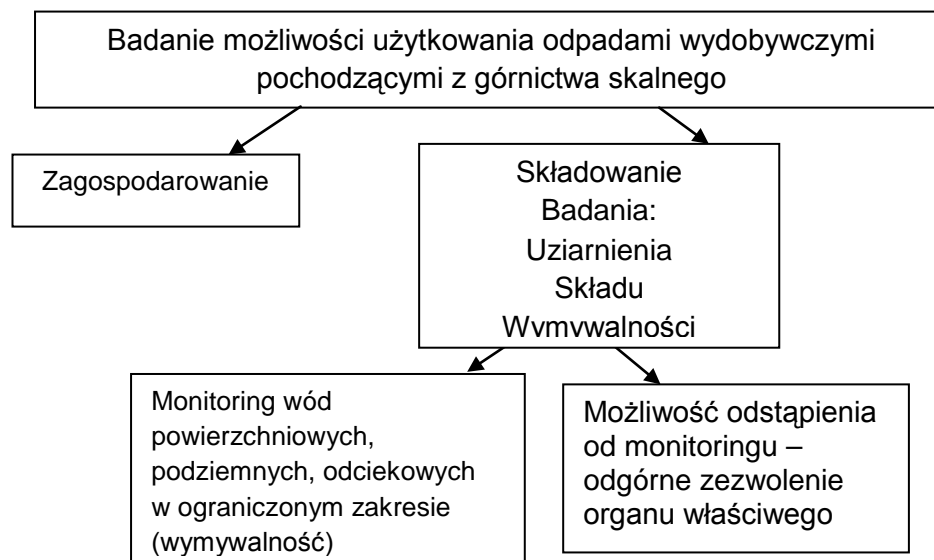 Badanie możliwości użytkowania odpadami wydobywczymi
pochodzącymi z górnictwa skalnego
Zagospodarowanie
Składowanie
Badania:
Uziarnienia
Składu
Wymywalności
Monitoring wód
powierzchniowych,
podziemnych, odciekowych
w ograniczonym zakresie
(wymywalność)
Możliwość odstąpienia
od monitoringu –
odgórne zezwolenie
organu właściwego